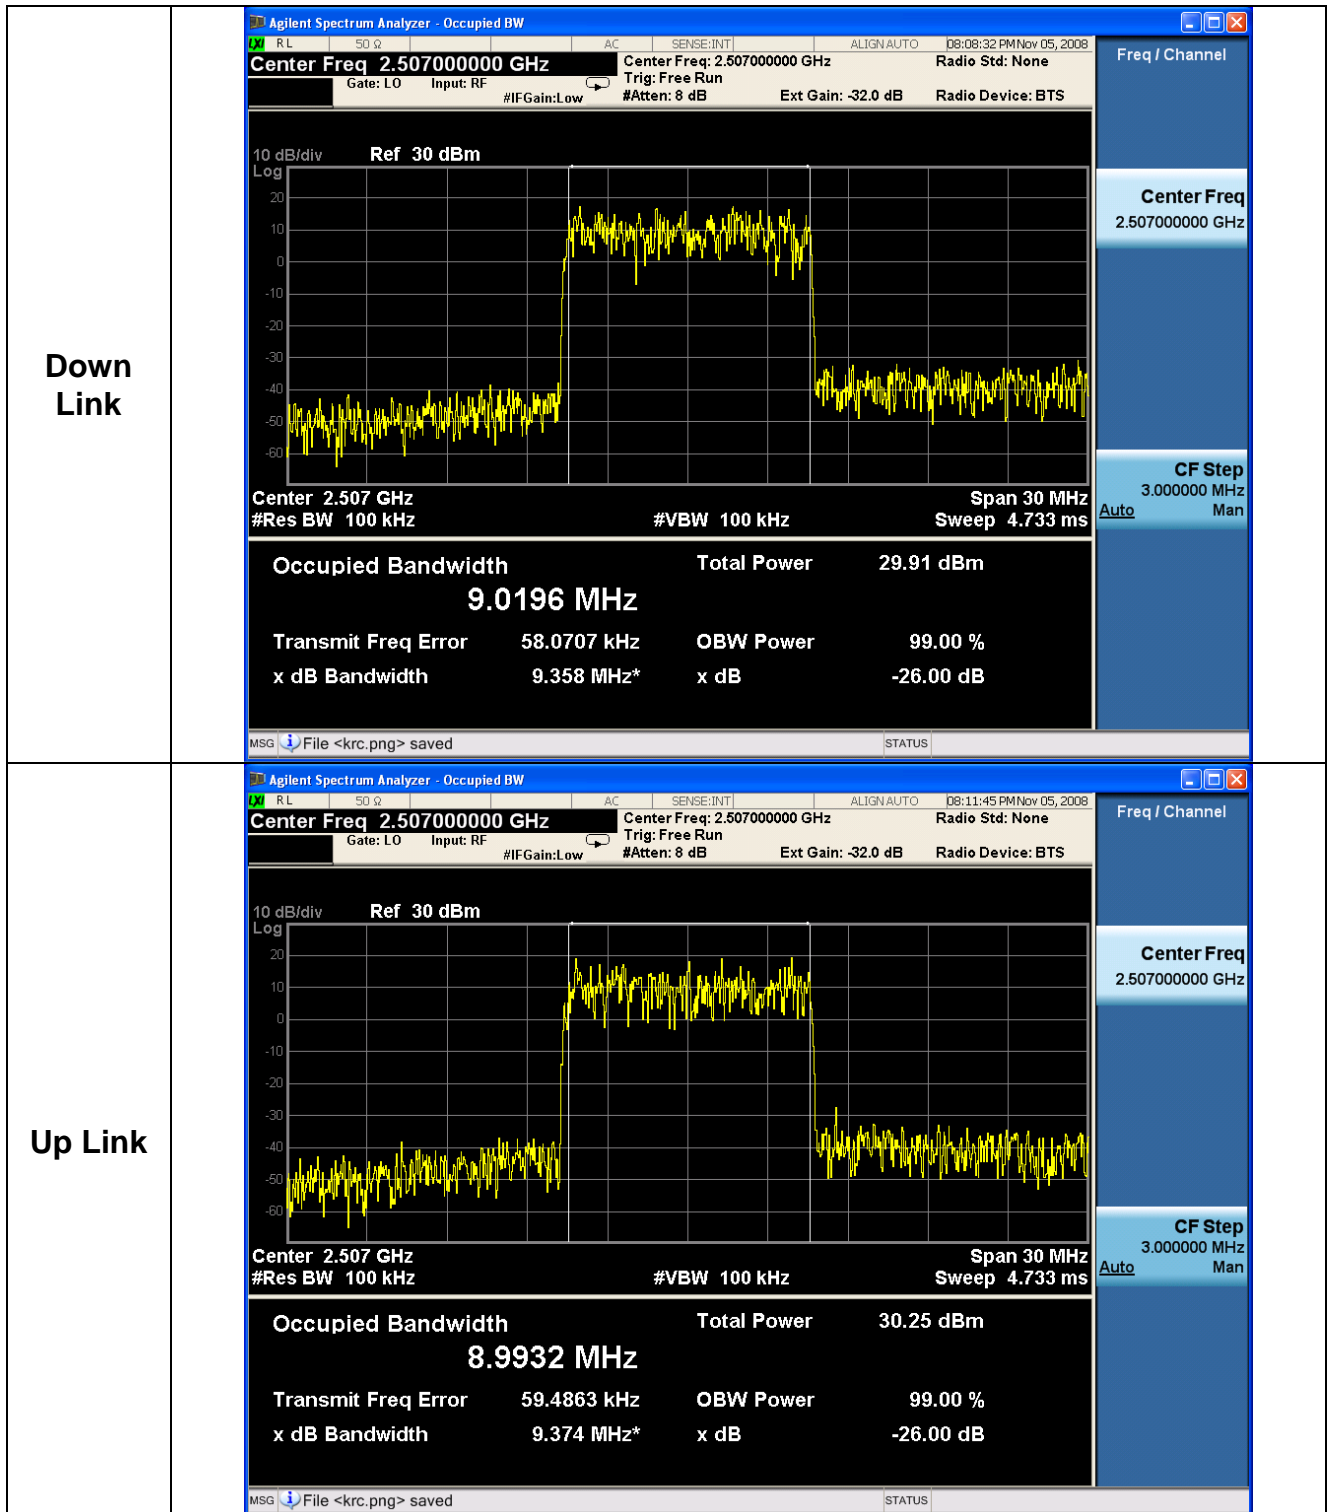 Down
Link
Agilent Spectrum Analyzer - Occupied BW
LXI RL 50 Ω AC SENSE:INT ALIGNAUTO 08:08:32 PMNov 05, 2008
Center Freq 2.507000000 GHz
Center Freq: 2.507000000 GHz
Radio Std: None
Gate: LO Input: RF
Trig: Free Run
#IFGain:Low
#Atten: 8 dB
Ext Gain: -32.0 dB
Radio Device: BTS
Freq / Channel
10 dB/div
Ref 30 dBm
Log
20
10
0
-10
-20
-30
-40
-50
-60
Center Freq
2.507000000 GHz
CF Step
3.000000 MHz
Auto Man
Center 2.507 GHz Span 30 MHz
#Res BW 100 kHz #VBW 100 kHz Sweep 4.733 ms
Occupied Bandwidth Total Power 29.91 dBm
9.0196 MHz
Transmit Freq Error 58.0707 kHz OBW Power 99.00 %
x dB Bandwidth 9.358 MHz* x dB -26.00 dB
MSG File <krc.png> saved STATUS
Up Link
Agilent Spectrum Analyzer - Occupied BW
LXI RL 50 Ω AC SENSE:INT ALIGNAUTO 08:11:45 PMNov 05, 2008
Center Freq 2.507000000 GHz
Center Freq: 2.507000000 GHz
Radio Std: None
Gate: LO Input: RF
Trig: Free Run
#IFGain:Low
#Atten: 8 dB
Ext Gain: -32.0 dB
Radio Device: BTS
Freq / Channel
10 dB/div
Ref 30 dBm
Log
20
10
0
-10
-20
-30
-40
-50
-60
Center Freq
2.507000000 GHz
CF Step
3.000000 MHz
Auto Man
Center 2.507 GHz Span 30 MHz
#Res BW 100 kHz #VBW 100 kHz Sweep 4.733 ms
Occupied Bandwidth Total Power 30.25 dBm
8.9932 MHz
Transmit Freq Error 59.4863 kHz OBW Power 99.00 %
x dB Bandwidth 9.374 MHz* x dB -26.00 dB
MSG File <krc.png> saved STATUS